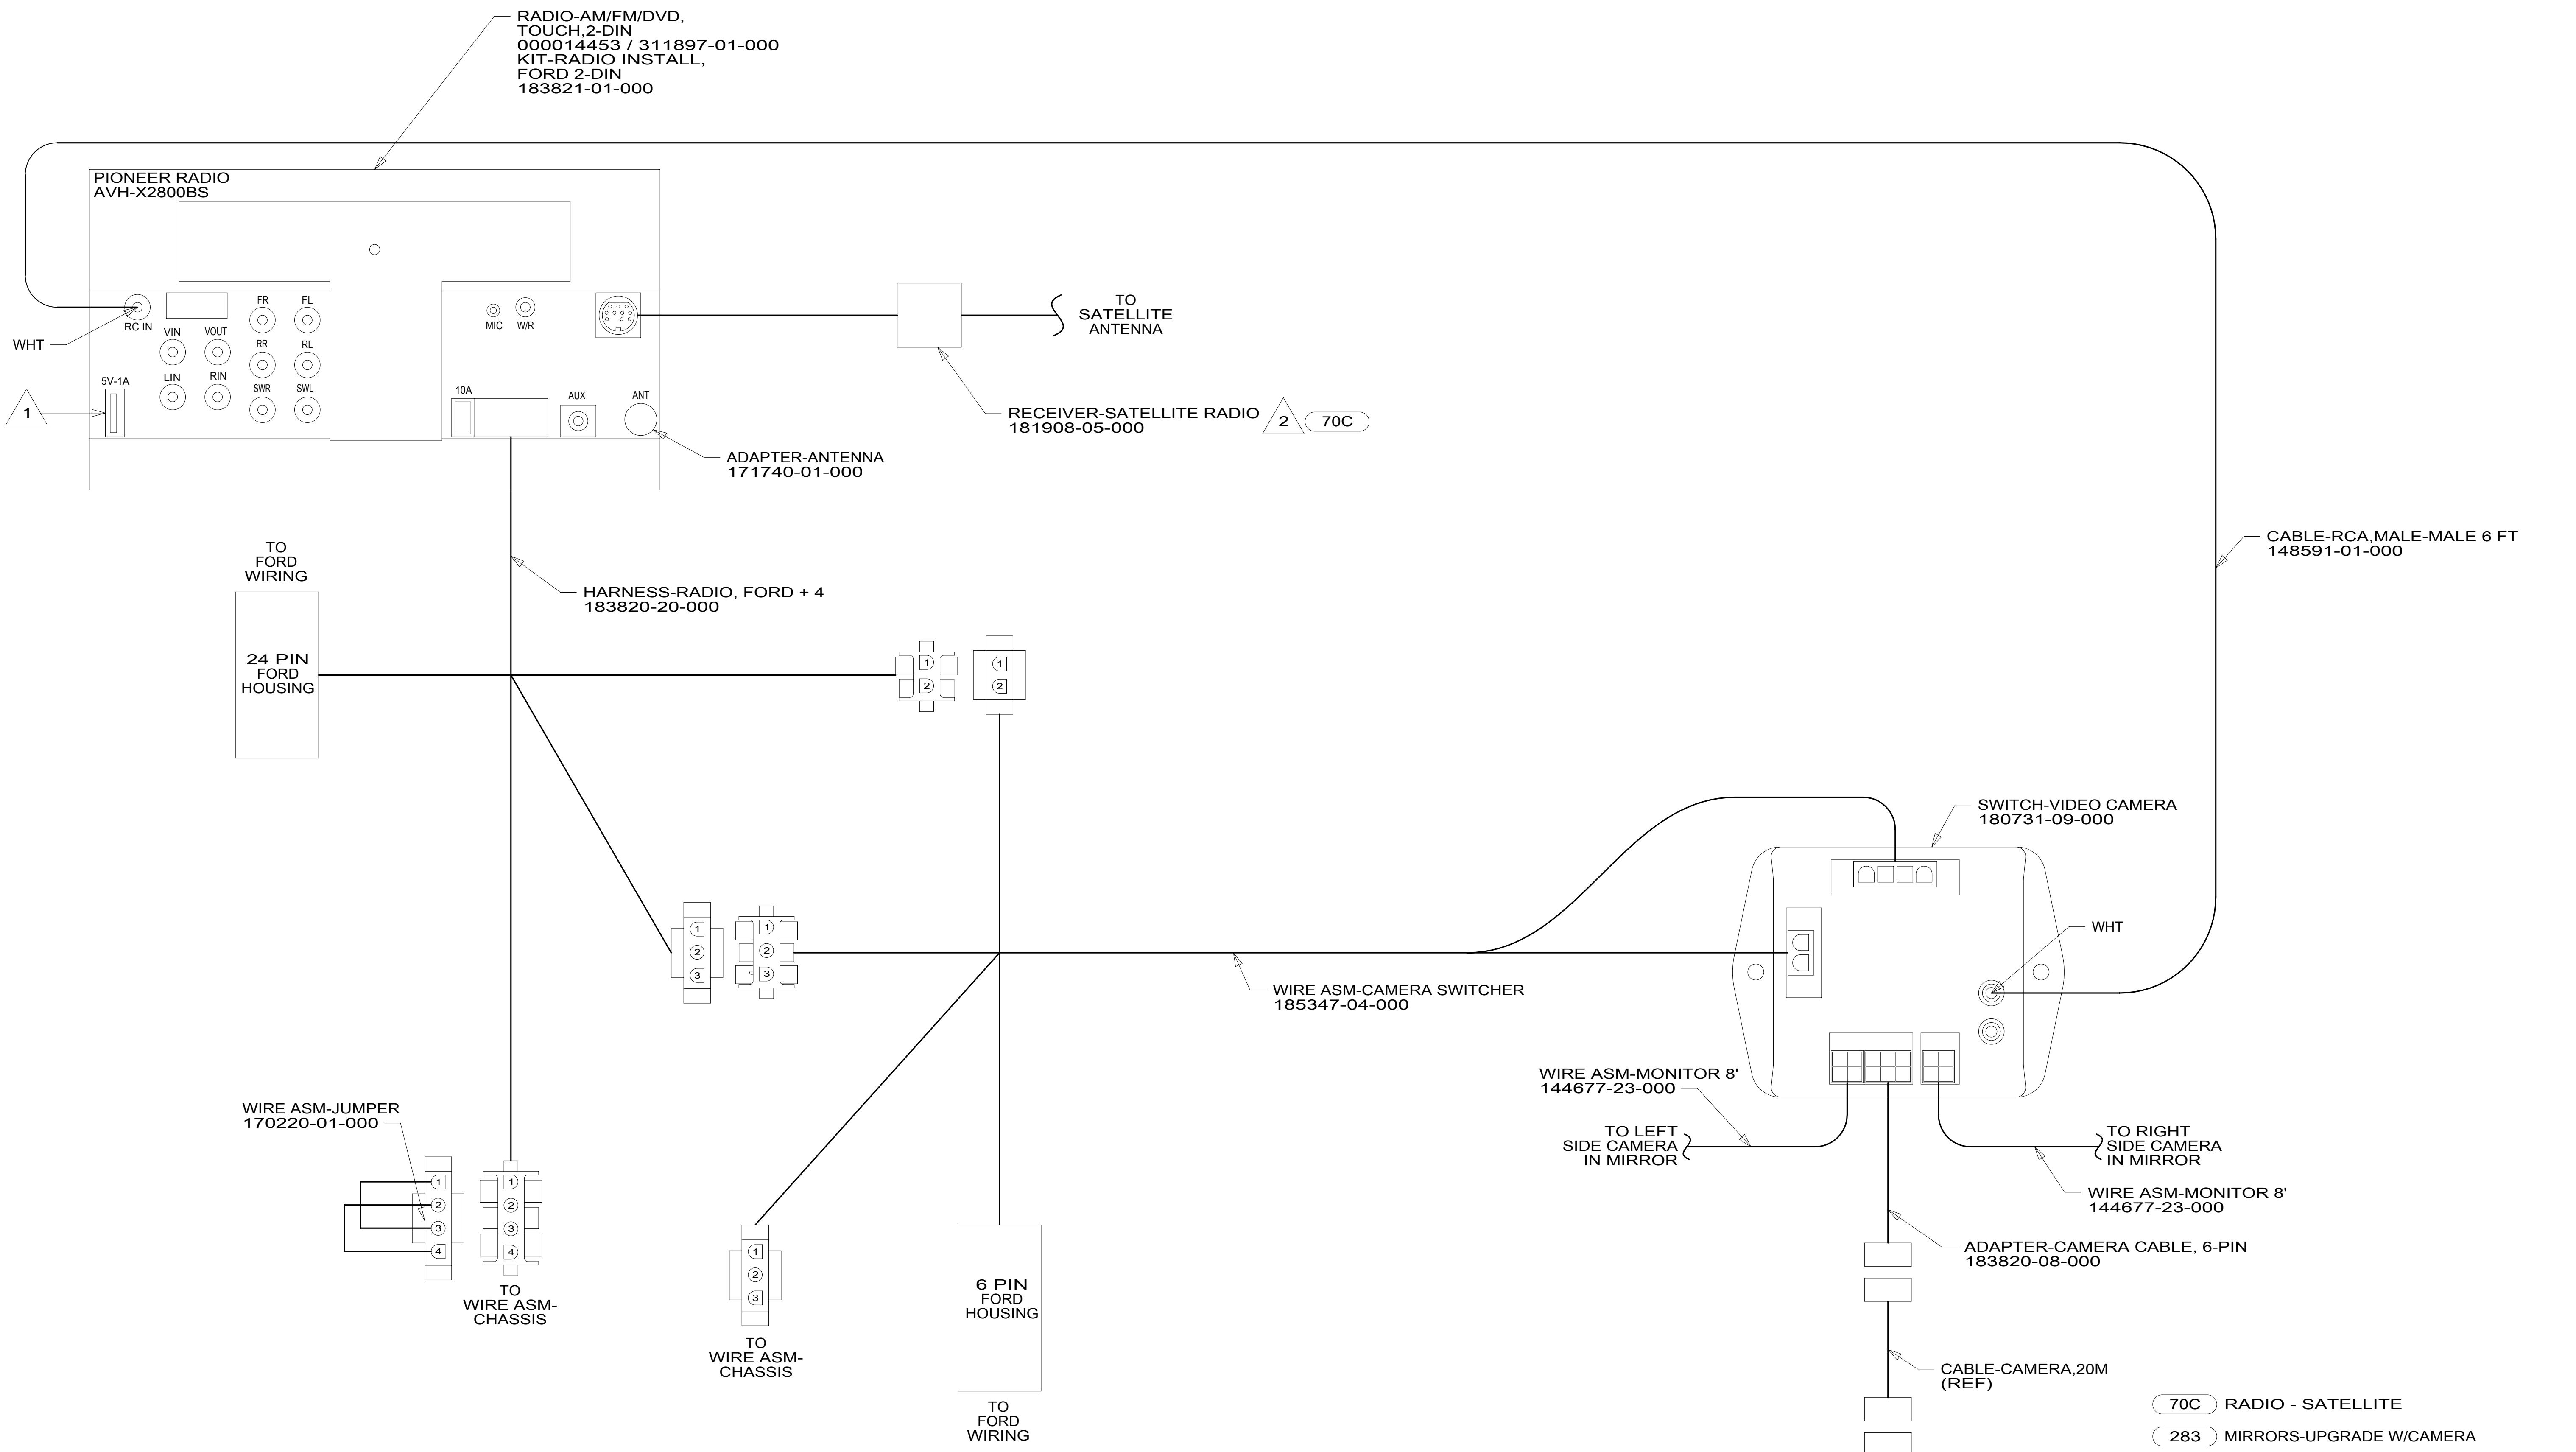 RADIO-AM/FM/DVD,
TOUCH,2-DIN
000014453 / 311897-01-000
KIT-RADIO INSTALL,
FORD 2-DIN
183821-01-000
PIONEER RADIO
AVH-X2800BS
RC IN
WHT
VIN
VOUT
FR
FL
RR
RL
LIN
RIN
SWR
SWL
5V-1A
1
MIC
W/R
10A
AUX
ANT
TO
SATELLITE
ANTENNA
RECEIVER-SATELLITE RADIO
181908-05-000
2
70C
ADAPTER-ANTENNA
171740-01-000
CABLE-RCA,MALE-MALE 6 FT
148591-01-000
TO
FORD
WIRING
24 PIN
FORD
HOUSING
HARNESS-RADIO, FORD + 4
183820-20-000
1
2
1
2
SWITCH-VIDEO CAMERA
180731-09-000
WHT
1
2
3
1
2
3
WIRE ASM-CAMERA SWITCHER
185347-04-000
WIRE ASM-MONITOR 8'
144677-23-000
TO LEFT
SIDE CAMERA
IN MIRROR
TO RIGHT
SIDE CAMERA
IN MIRROR
WIRE ASM-MONITOR 8'
144677-23-000
WIRE ASM-JUMPER
170220-01-000
1
2
3
4
1
2
3
4
TO
WIRE ASM-
CHASSIS
1
2
3
TO
WIRE ASM-
CHASSIS
6 PIN
FORD
HOUSING
TO
FORD
WIRING
ADAPTER-CAMERA CABLE, 6-PIN
183820-08-000
CABLE-CAMERA,20M
(REF)
70C RADIO - SATELLITE
283 MIRRORS-UPGRADE W/CAMERA